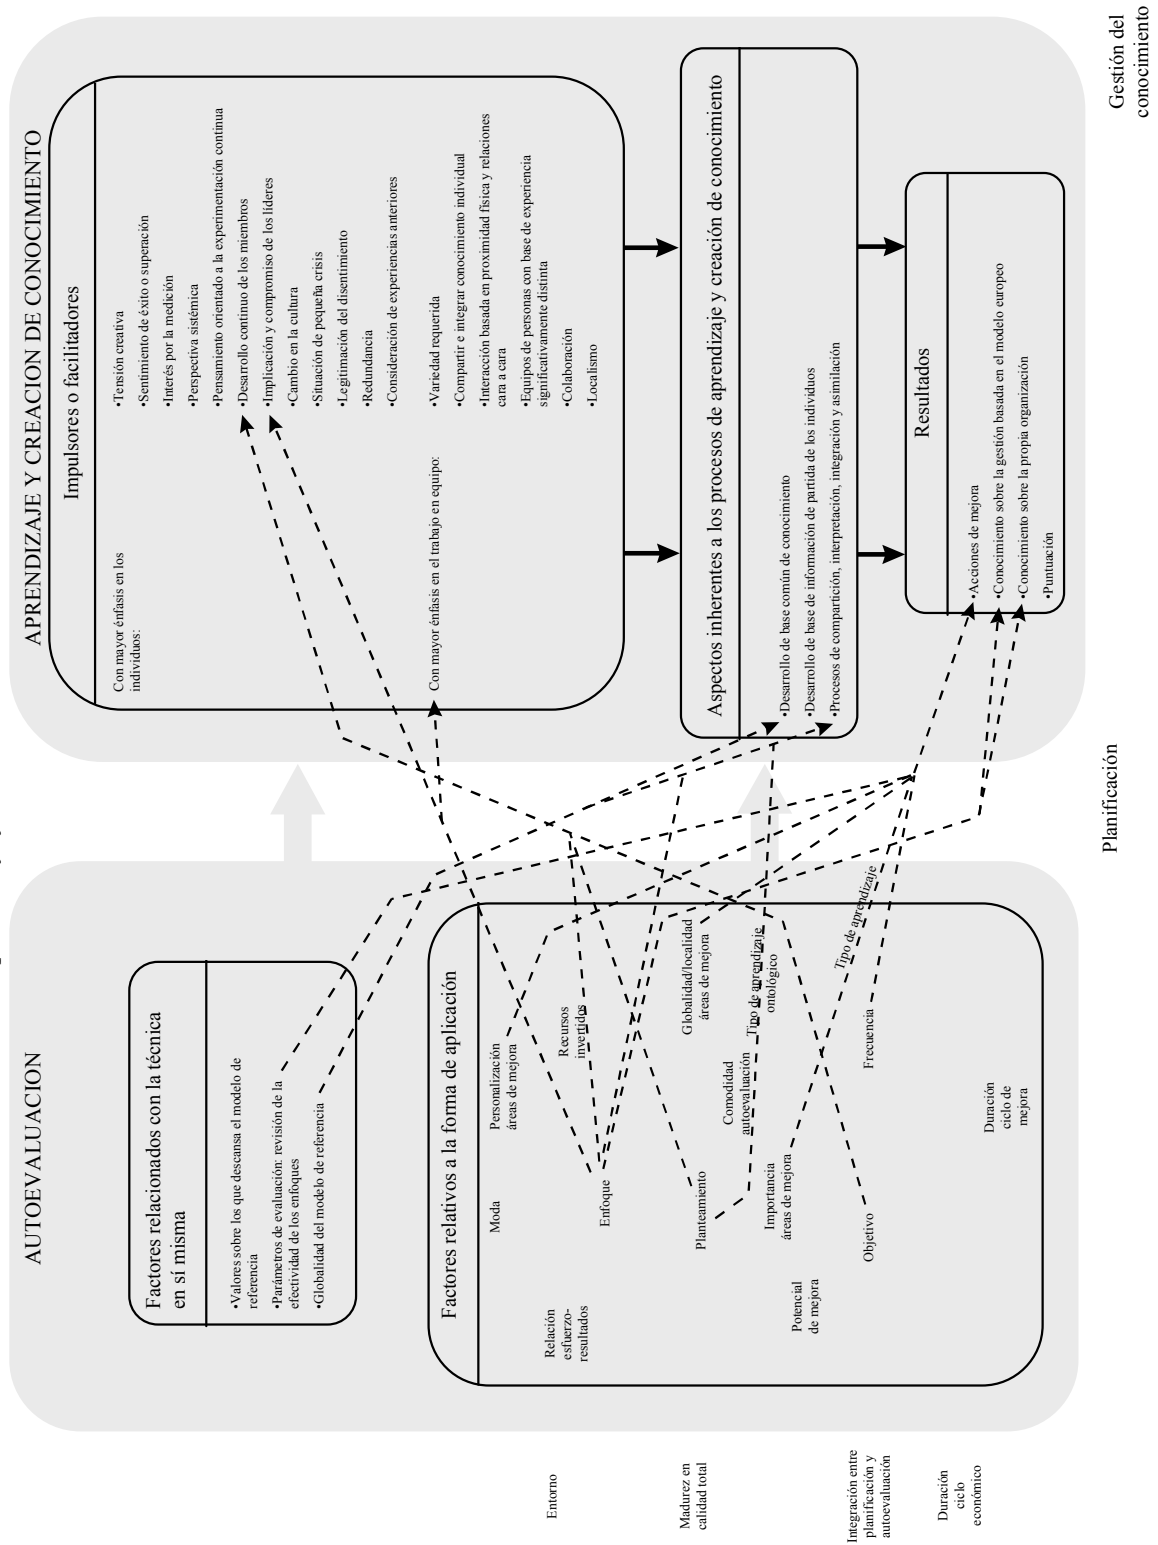 AUTOEVALUACION
Factores relacionados con la técnica
en sí misma
•Valores sobre los que descansa el modelo de
referencia
•Parámetros de evaluación: revisión de la
efectividad de los enfoques
•Globalidad del modelo de referencia
Factores relativos a la forma de aplicación
Moda
Personalización
áreas de mejora
Relación
esfuerzo-
resultados
Recursos
invertidos
Enfoque
Globalidad/localidad
áreas de mejora
Planteamiento
Comodidad
autoevaluación
Tipo de aprendizaje
ontológico
Importancia
áreas de mejora
Potencial
de mejora
Tipo de aprendizaje
Objetivo
Frecuencia
Duración
ciclo de
mejora
Entorno
Madurez en
calidad total
Integración entre
planificación y
autoevaluación
Duración
ciclo
económico
APRENDIZAJE Y CREACION DE CONOCIMIENTO
Impulsores o facilitadores
Con mayor énfasis en los
individuos:
•Tensión creativa
•Sentimiento de éxito o superación
•Interés por la medición
•Perspectiva sistémica
•Pensamiento orientado a la experimentación continua
•Desarrollo continuo de los miembros
•Implicación y compromiso de los líderes
•Cambio en la cultura
•Situación de pequeña crisis
•Legitimación del disentimiento
•Redundancia
•Consideración de experiencias anteriores
Con mayor énfasis en el trabajo en equipo:
•Variedad requerida
•Compartir e integrar conocimiento individual
•Interacción basada en proximidad física y relaciones
cara a cara
•Equipos de personas con base de experiencia
significativamente distinta
•Colaboración
•Localismo
Aspectos inherentes a los procesos de aprendizaje y creación de conocimiento
•Desarrollo de base común de conocimiento
•Desarrollo de base de información de partida de los individuos
•Procesos de compartición, interpretación, integración y asimilación
Resultados
•Acciones de mejora
•Conocimiento sobre la gestión basada en el modelo europeo
•Conocimiento sobre la propia organización
•Puntuación
Planificación
Gestión del
conocimiento